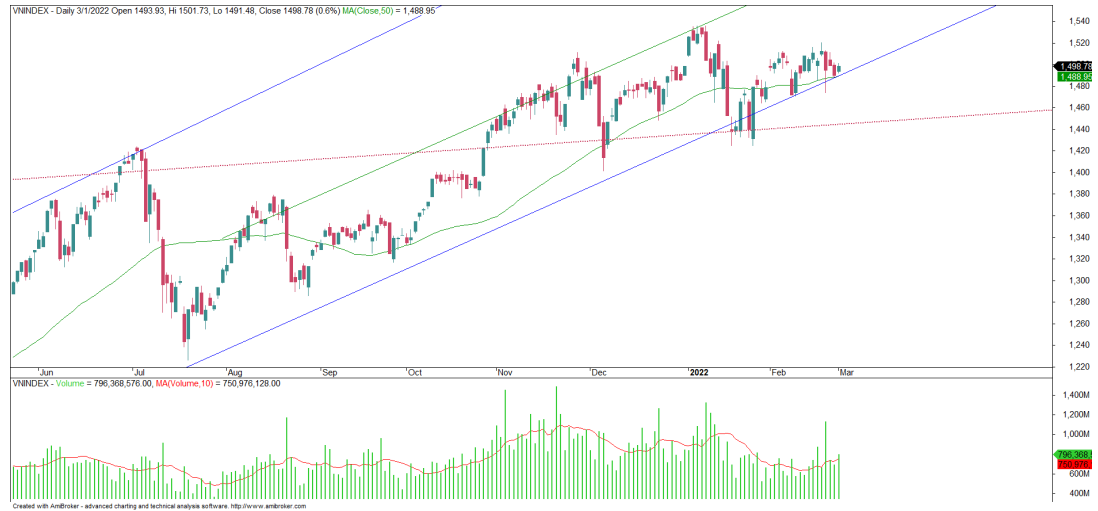 VNINDEX - Daily 3/1/2022 Open 1493.93, Hi 1501.73, Lo 1491.48, Close 1498.78 (0.6%) MA(Close,50) = 1,488.95
1,540
1,520
1,498.78
1,488.95
1,480
1,460
1,440
1,420
1,400
1,380
1,360
1,340
1,320
1,300
1,280
1,260
1,240
1,220
Jun Jul Aug Sep Oct Nov Dec 2022 Feb Mar
VNINDEX - Volume = 796,368,576.00, MA(Volume,10) = 750,976,128.00
1,400M
1,200M
1,000M
796,368,5
750,976,
600M
400M
Created with AmiBroker - advanced charting and technical analysis software. http://www.amibroker.com